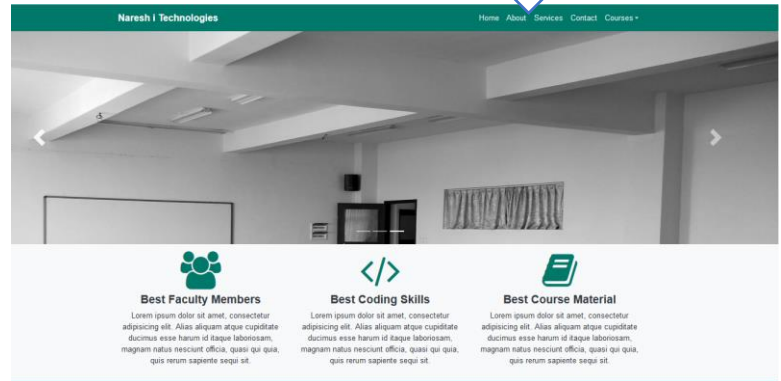 Naresh i Technologies
Home About Services Contact Courses
Best Faculty Members
Lorem ipsum dolor sit amet, consectetur
adipisicing elit. Alias aliquam atque cupiditate
ducimus esse harum id itaque laboriosam,
magnam natus nesciunt officia, quasi qui quia,
quis rerum sapiente sequi sit.
</>
Best Coding Skills
Lorem ipsum dolor sit amet, consectetur
adipisicing elit. Alias aliquam atque cupiditate
ducimus esse harum id itaque laboriosam,
magnam natus nesciunt officia, quasi qui quia,
quis rerum sapiente sequi sit.
Best Course Material
Lorem ipsum dolor sit amet, consectetur
adipisicing elit. Alias aliquam atque cupiditate
ducimus esse harum id itaque laboriosam,
magnam natus nesciunt officia, quasi qui quia,
quis rerum sapiente sequi sit.